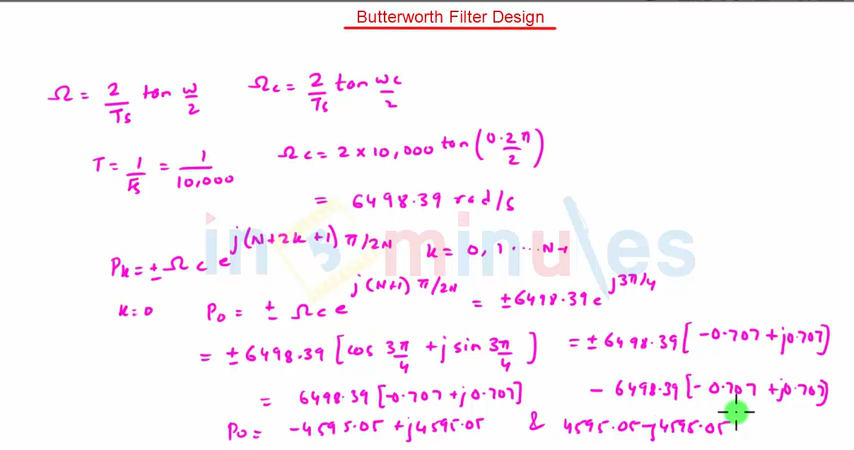 Butterworth Filter Design
Ω = 2/Ts tan w/2    Ωc = 2/Ts tan wc/2
T = 1/Fs = 1/10,000    Ωc = 2 × 10,000 tan (0.2π/2)
= 6498.39 rad/s
in 5 minutes
Pk = ± Ωc e^j(N+2k+1)π/2N    k = 0, 1 ... N-1
k=0    P0 = ± Ωc e^j(N+1)π/2N = ±6498.39 e^j3π/4
= ±6498.39 [cos 3π/4 + j sin 3π/4] = ±6498.39 [-0.707 + j0.707]
= 6498.39 [-0.707 + j0.707]    - 6498.39 [-0.707 + j0.707]
P0 = -4595.05 + j4595.05 & 4595.05 - j4595.05